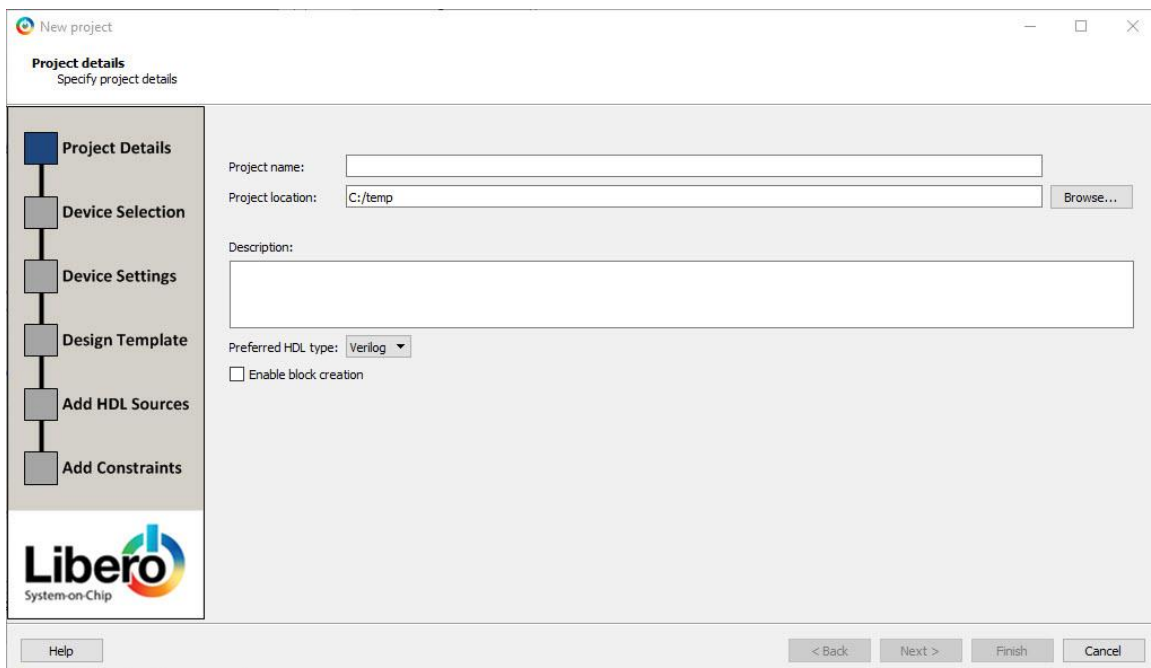 New project
Project details
Specify project details
Project Details
Device Selection
Device Settings
Design Template
Add HDL Sources
Add Constraints
Libero
System-on-Chip
Project name:
Project location: C:/temp Browse...
Description:
Preferred HDL type: Verilog
Enable block creation
Help < Back Next > Finish Cancel